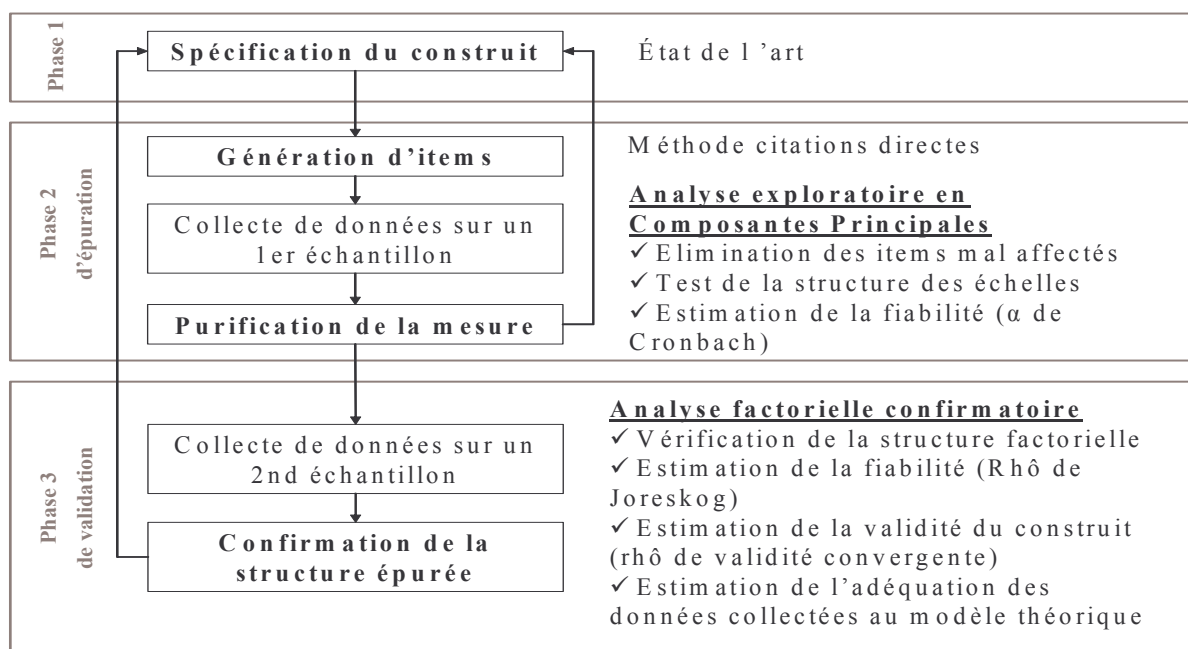 Phase 1
Spécification du construit
État de l ’art
Phase 2
d’épuration
Génération d’items
Collecte de données sur un
1er échantillon
Purification de la mesure
Méthode citations directes
Analyse exploratoire en
Composantes Principales
✓ Elimination des items mal affectés
✓ Test de la structure des échelles
✓ Estimation de la fiabilité (α de
Cronbach)
Phase 3
de validation
Collecte de données sur un
2nd échantillon
Confirmation de la
structure épurée
Analyse factorielle confirmatoire
✓ Vérification de la structure factorielle
✓ Estimation de la fiabilité (Rhô de
Joreskog)
✓ Estimation de la validité du construit
(rhô de validité convergente)
✓ Estimation de l’adéquation des
données collectées au modèle théorique